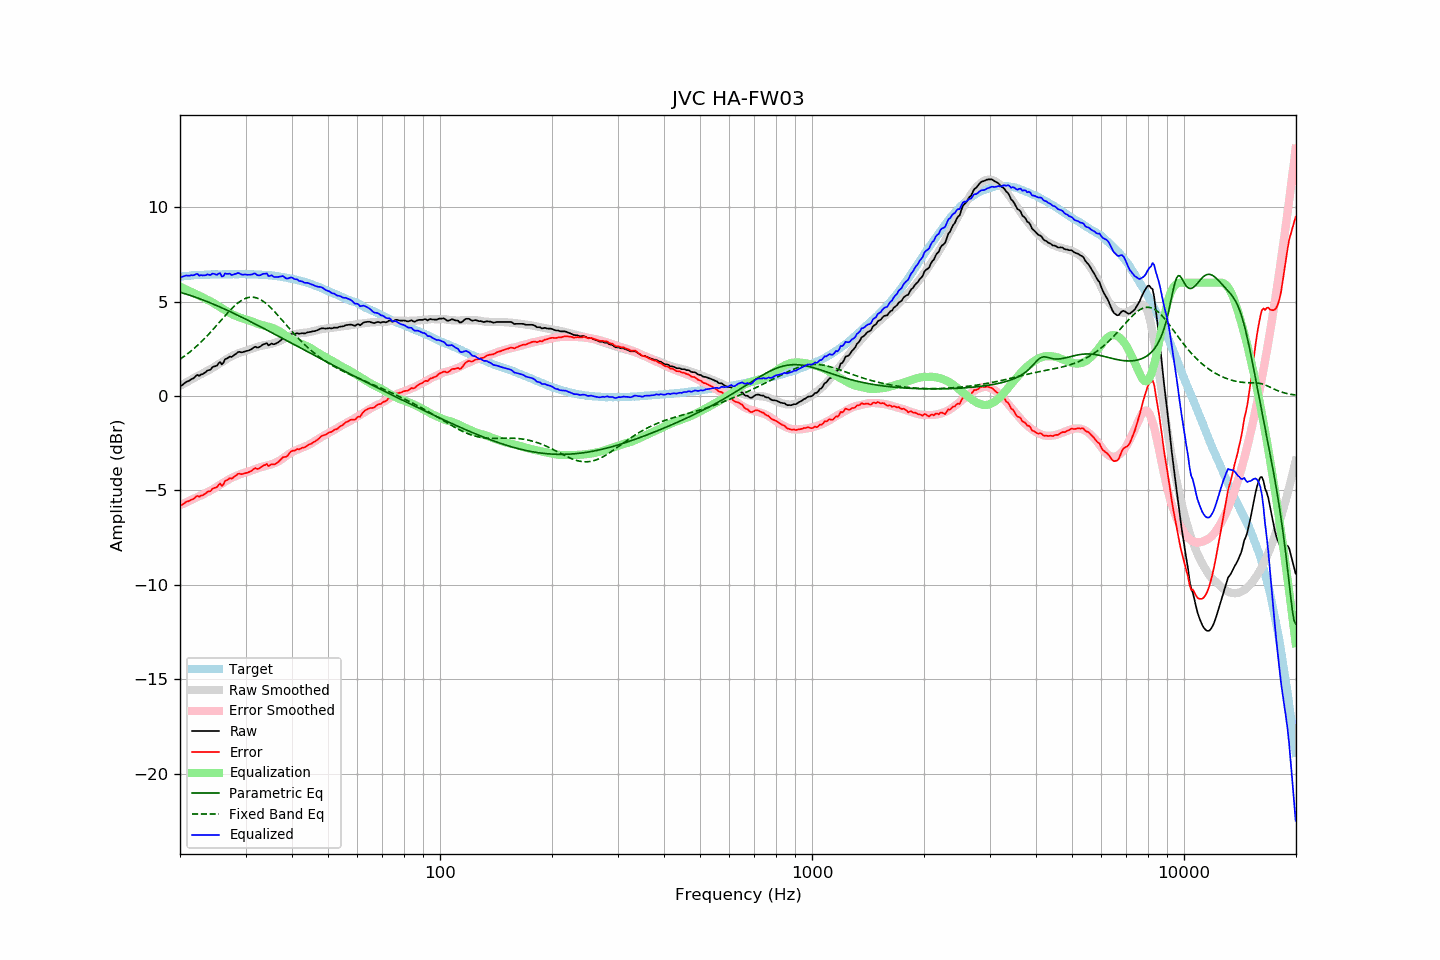 JVC HA-FW03
Amplitude (dBr)
10
5
0
−5
−10
−15
−20
Target
Raw Smoothed
Error Smoothed
Raw
Error
Equalization
Parametric Eq
Fixed Band Eq
Equalized
100
1000
10000
Frequency (Hz)